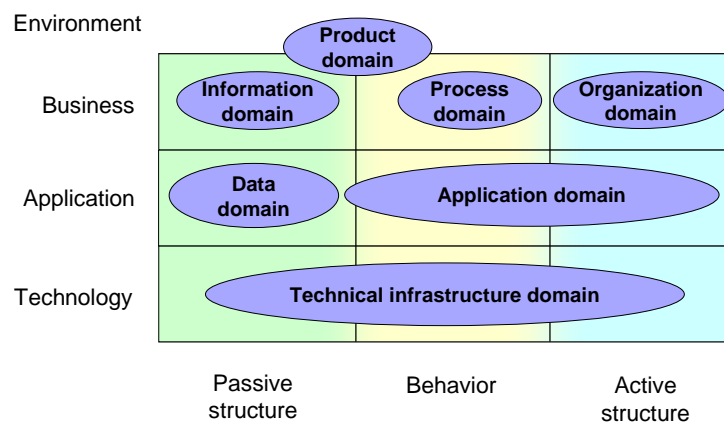 Environment
Product
domain
Business
Information
domain
Process
domain
Organization
domain
Application
Data
domain
Application domain
Technology
Technical infrastructure domain
Passive
structure
Behavior
Active
structure